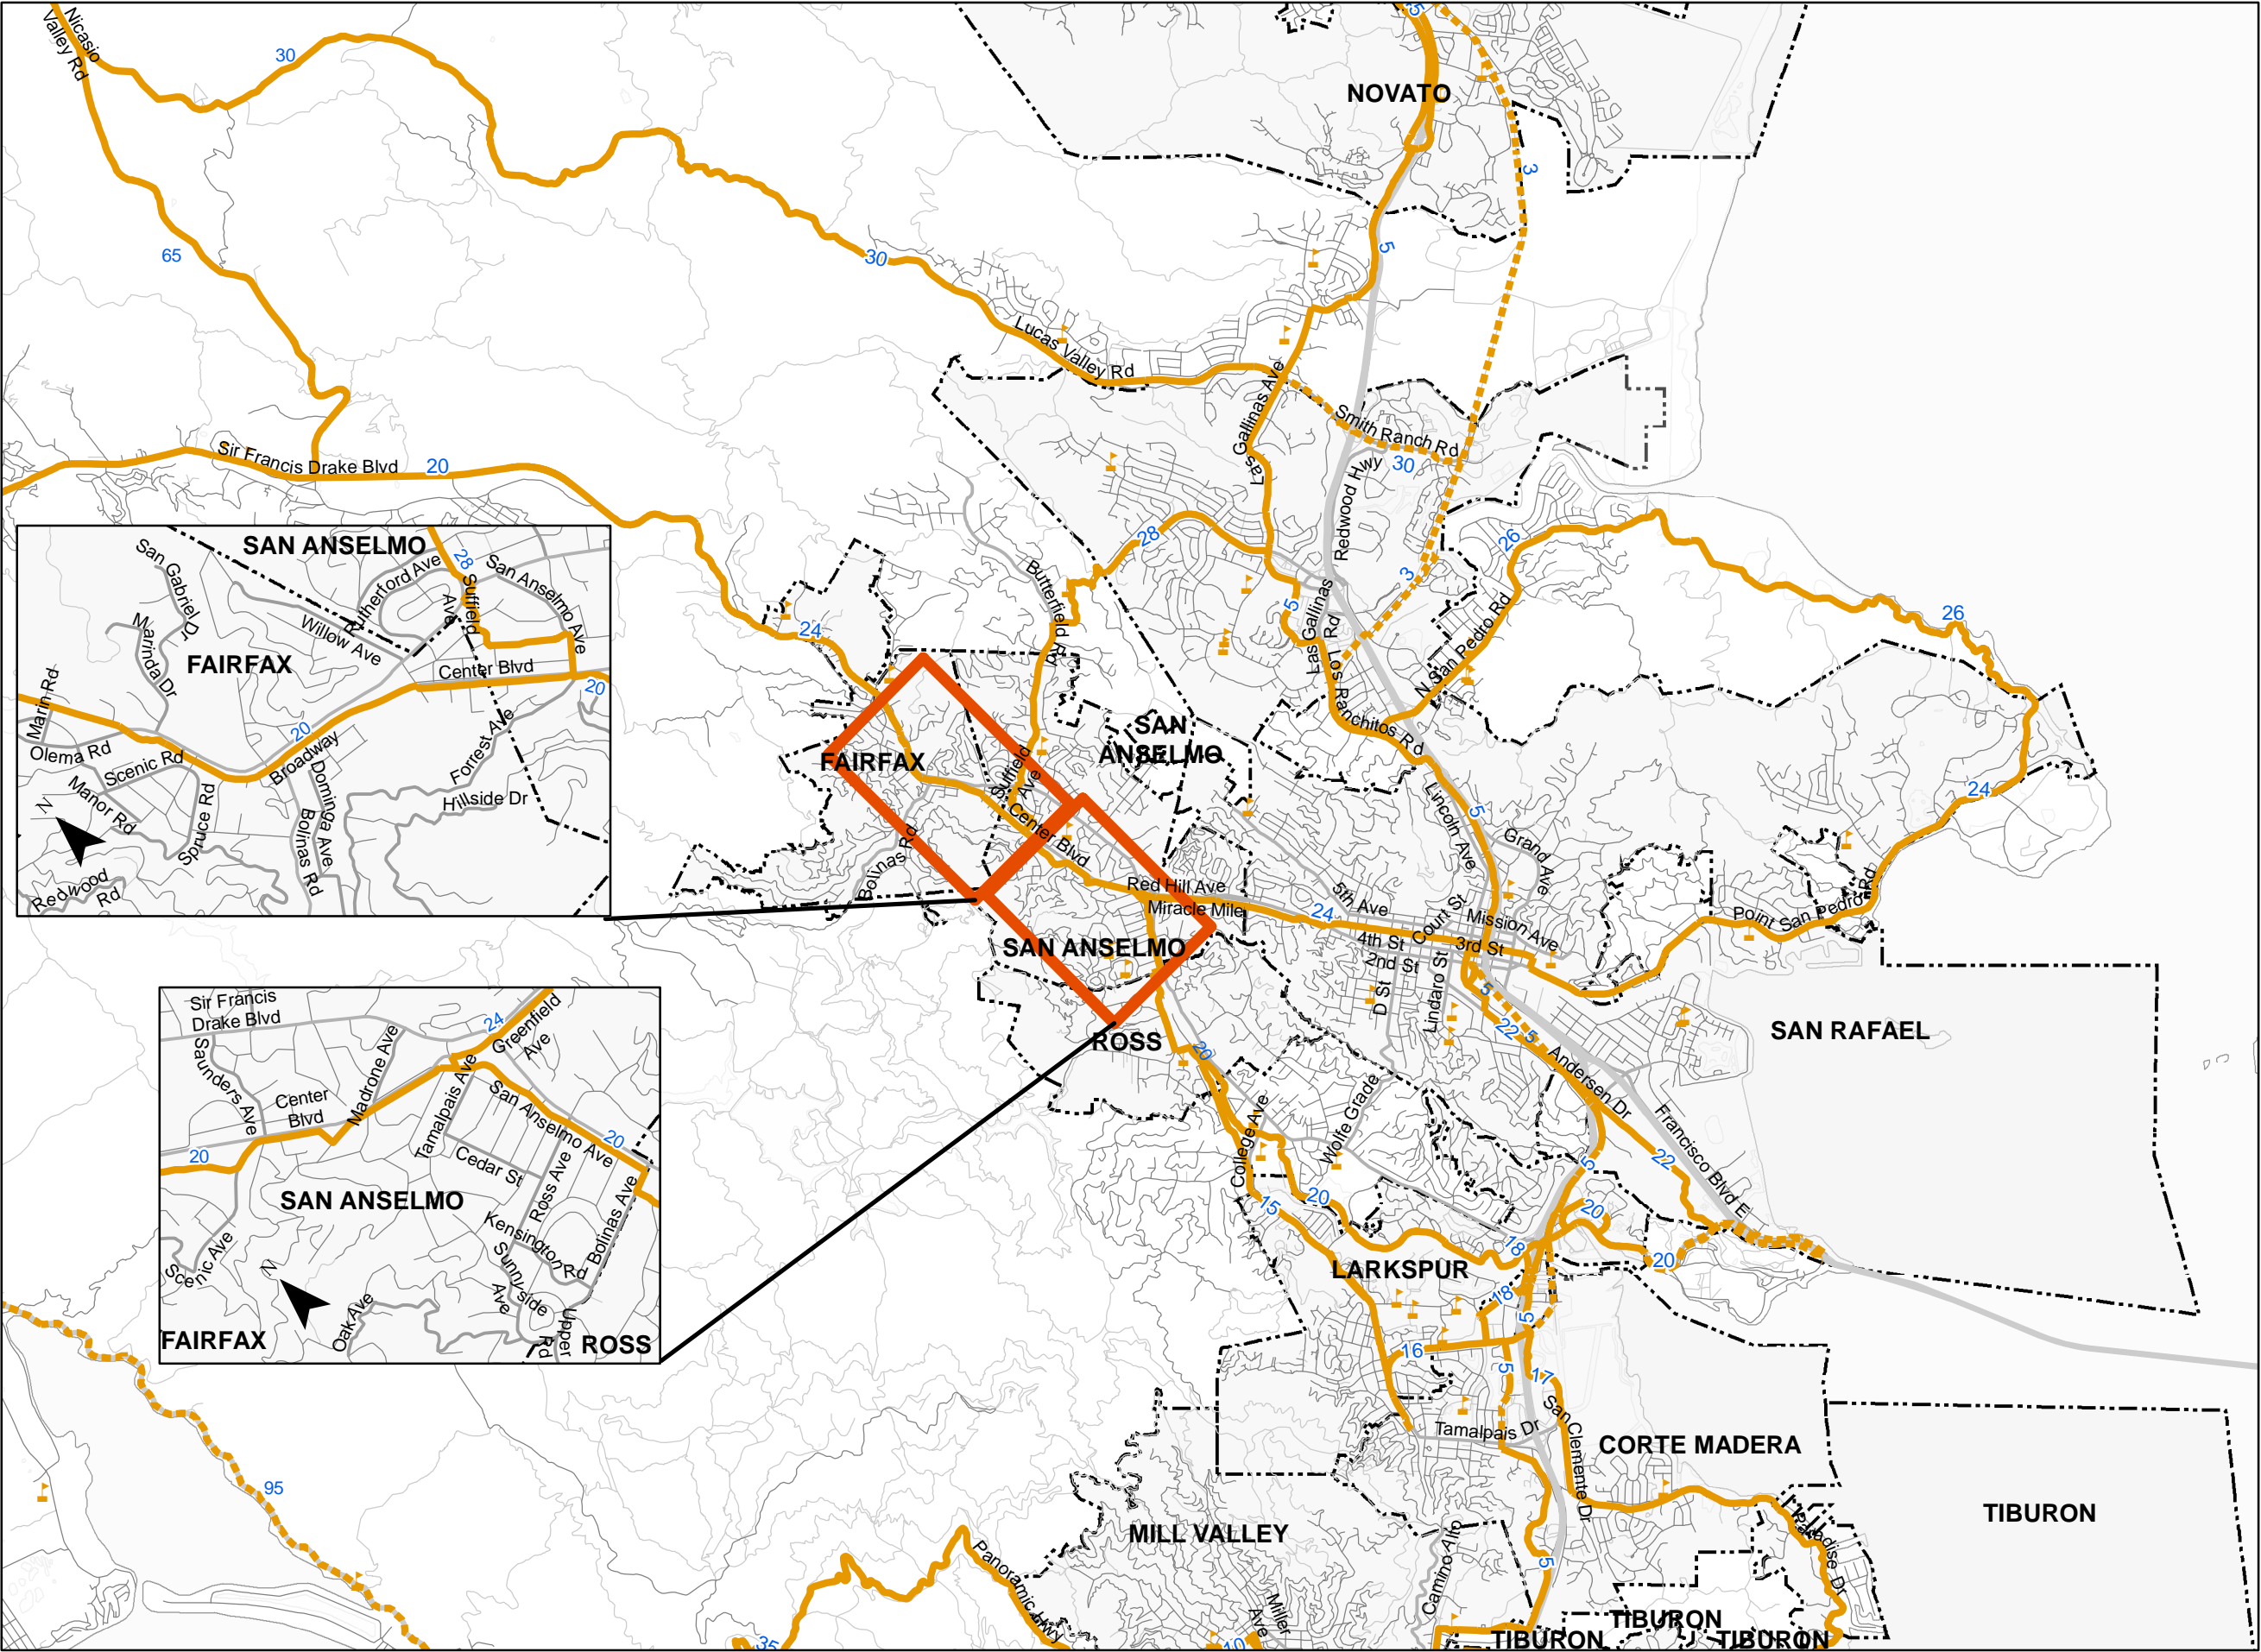 Nicasio
Valley Rd
30
5
NOVATO
3
65
30
5
Lucas Valley Rd
Las Gallinas Ave
Smith Ranch Rd
30
Redwood Hwy
Sir Francis Drake Blvd
20
28
26
3
5
Butterfield Rd
Las Gallinas
Rd
24
N San Pedro Rd
26
Los Ranchitos Rd
SAN
ANSELMO
FAIRFAX
Suffield
Ave
Center Blvd
Bolinas Rd
24
Lincoln Ave
5
Grand Ave
Red Hill Ave
Miracle Mile
5th Ave
24
Court St
Mission Ave
4th St
3rd St
2nd St
Point San Pedro Rd
SAN ANSELMO
D St
Lindaro St
5
22
5
SAN RAFAEL
ROSS
20
Andersen Dr
College Ave
Wolfe Grade
Francisco Blvd E
22
5
15
20
20
18
20
LARKSPUR
18
5
16
5
17
San Clemente Dr
Tamalpais Dr
CORTE MADERA
TIBURON
MILL VALLEY
Camino Alto
5
Paradise Dr
95
Panoramic Hwy
35
Miller
Ave
10
TIBURON
TIBURON
TIBURON
SAN ANSELMO
San Gabriel Dr
Marinda Dr
28
Rutherford Ave
Suffield
Ave
San Anselmo Ave
Willow Ave
FAIRFAX
Center Blvd
20
Marin Rd
20
Broadway
Olema Rd
Scenic Rd
Forrest Ave
Manor Rd
Spruce Rd
Dominga Ave
Bolinas Rd
Hillside Dr
N
Redwood
Rd
Sir Francis
Drake Blvd
24
Greenfield
Ave
Saunders Ave
Center
Blvd
Madrone Ave
Tamalpais Ave
San Anselmo Ave
20
20
Cedar St
Ross Ave
SAN ANSELMO
Kensington Rd
Bolinas Ave
Scenic Ave
N
Sunnyside
Ave
Oak Ave
Upper
Rd
FAIRFAX
ROSS